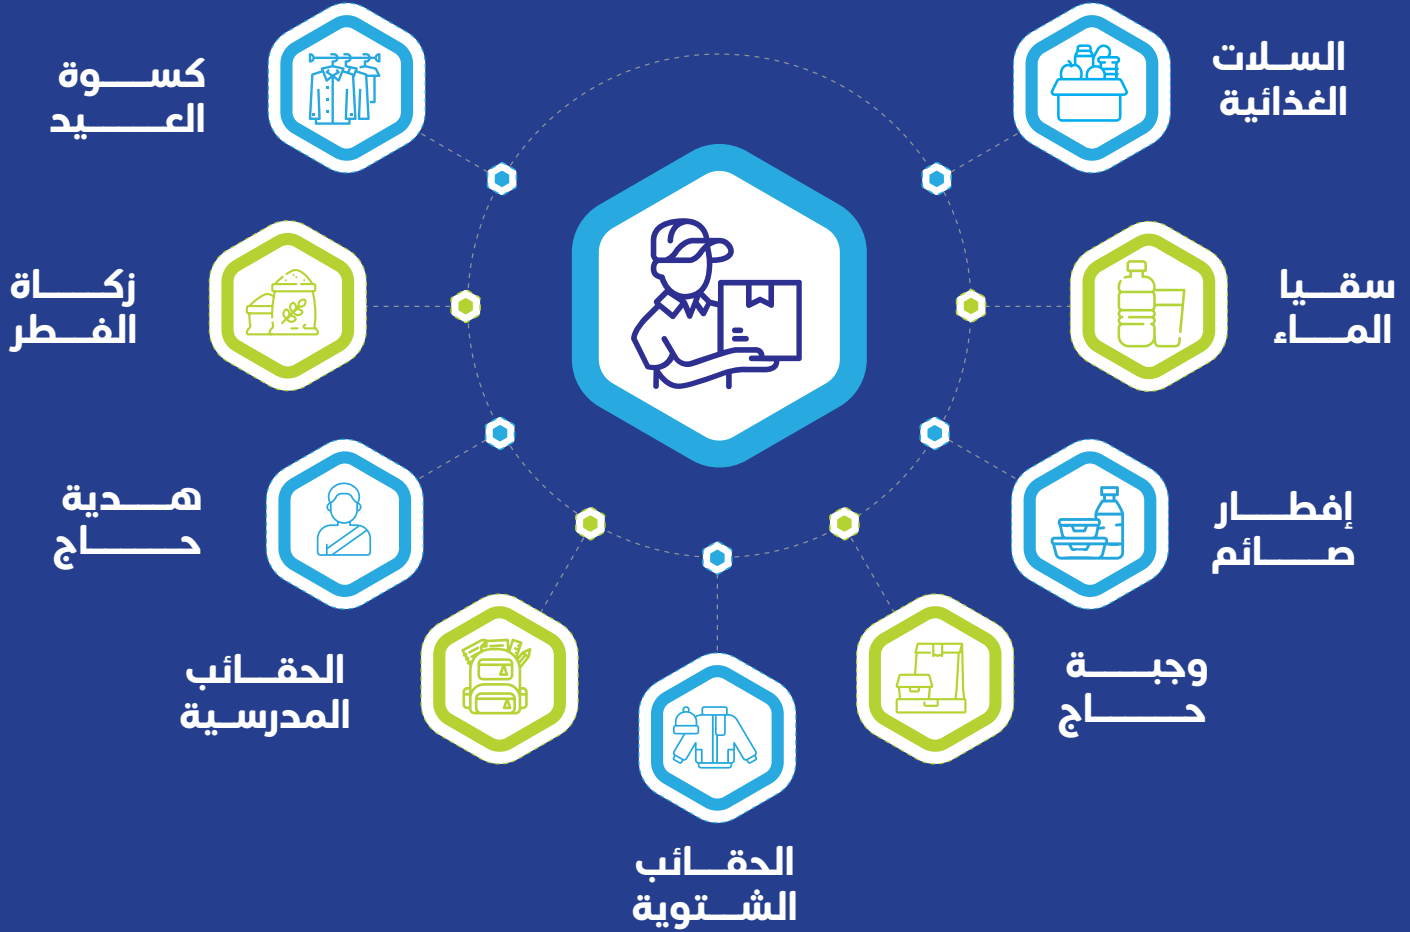 السلات
الغذائية
سقيا
الماء
إفطار
صائم
وجبة
حاج
الحقائب
الشتوية
الحقائب
المدرسية
هدية
حاج
زكاة
الفطر
كسوة
العيد